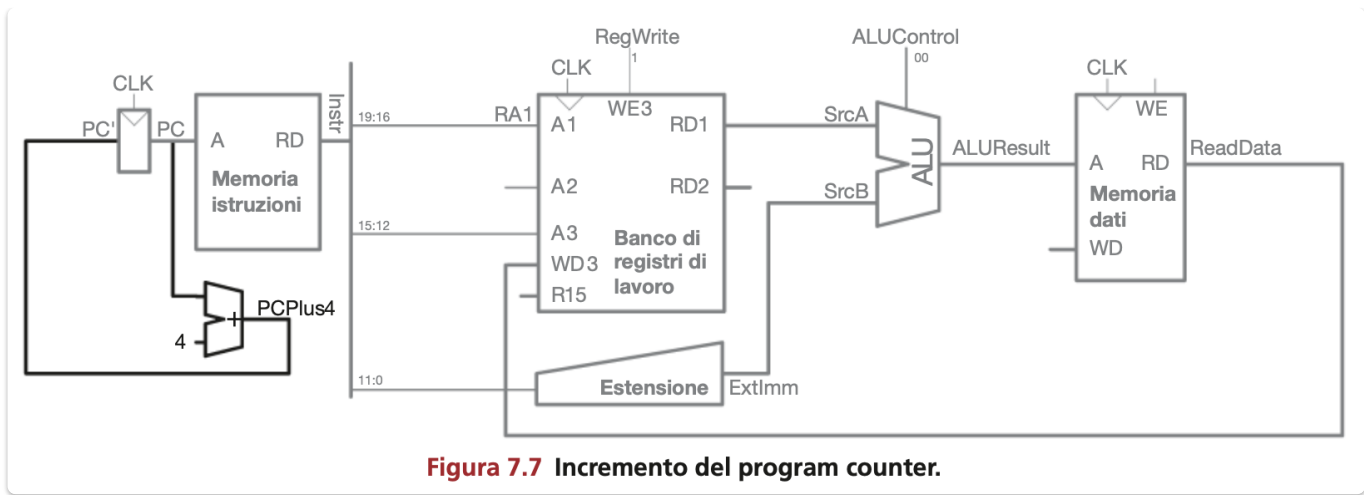 RegWrite
1
ALUControl
00
CLK
CLK
CLK
PC'
PC
A
RD
Memoria
istruzioni
Instr
19:16
RA1
A1
WE3
RD1
A2
RD2
15:12
A3
WD3
R15
Banco di
registri di
lavoro
SrcA
SrcB
ALU
ALUResult
WE
A
RD
Memoria
dati
WD
ReadData
PCPlus4
+
4
11:0
Estensione
ExtImm
Figura 7.7 Incremento del program counter.